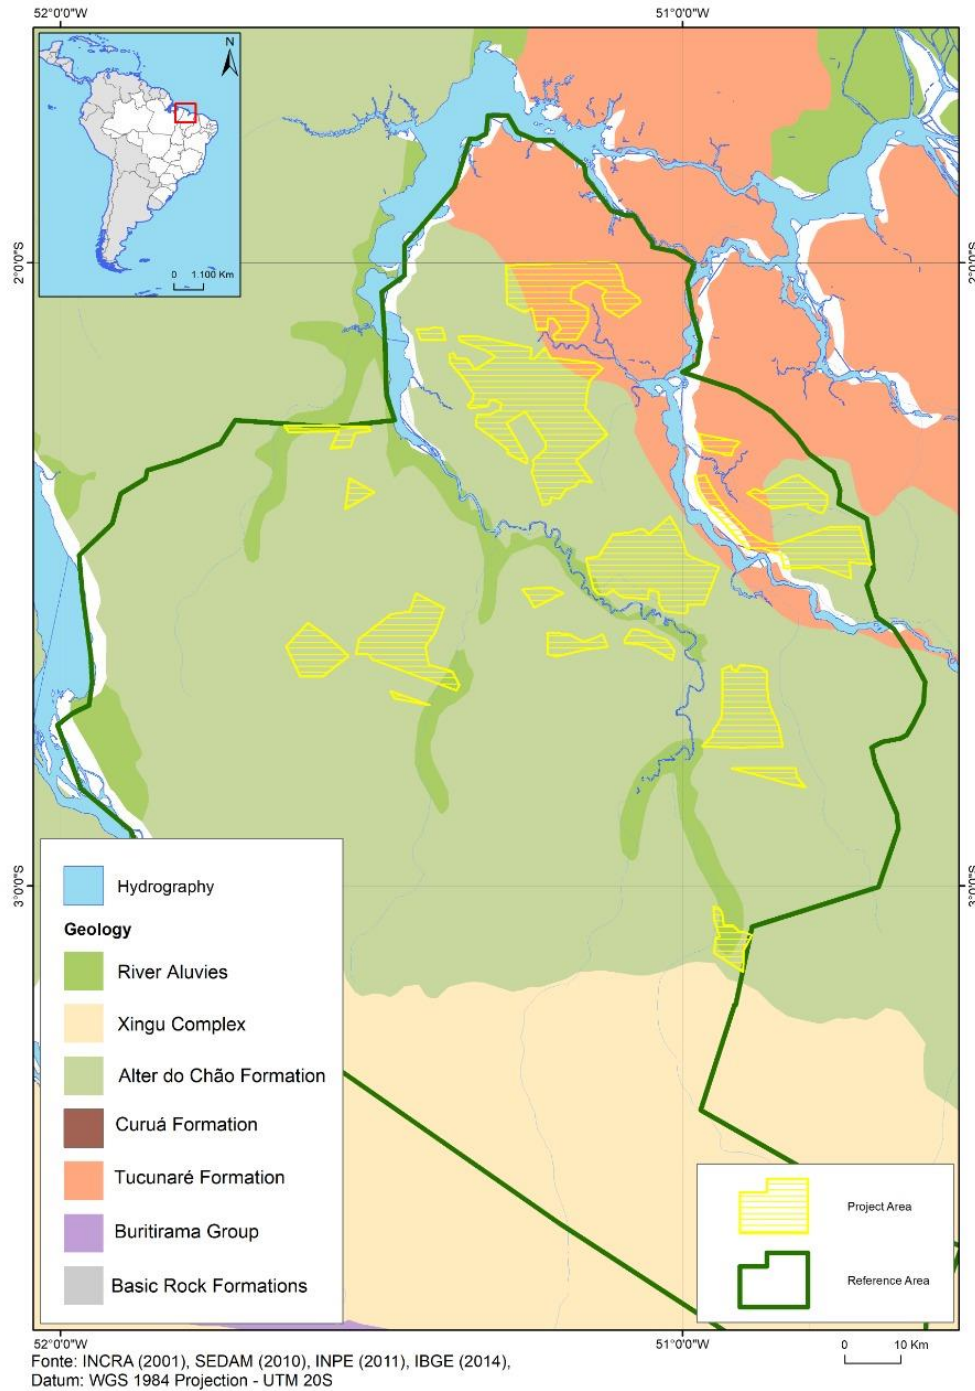 52°0'0"W
51°0'0"W
N
0 1.100 Km
2°0'0"S
2°0'0"S
3°0'0"S
3°0'0"S
Hydrography
Geology
River Aluvies
Xingu Complex
Alter do Chão Formation
Curuá Formation
Tucunaré Formation
Buritirama Group
Basic Rock Formations
Project Area
Reference Area
52°0'0"W
51°0'0"W
0 10 Km
Fonte: INCRA (2001), SEDAM (2010), INPE (2011), IBGE (2014),
Datum: WGS 1984 Projection - UTM 20S